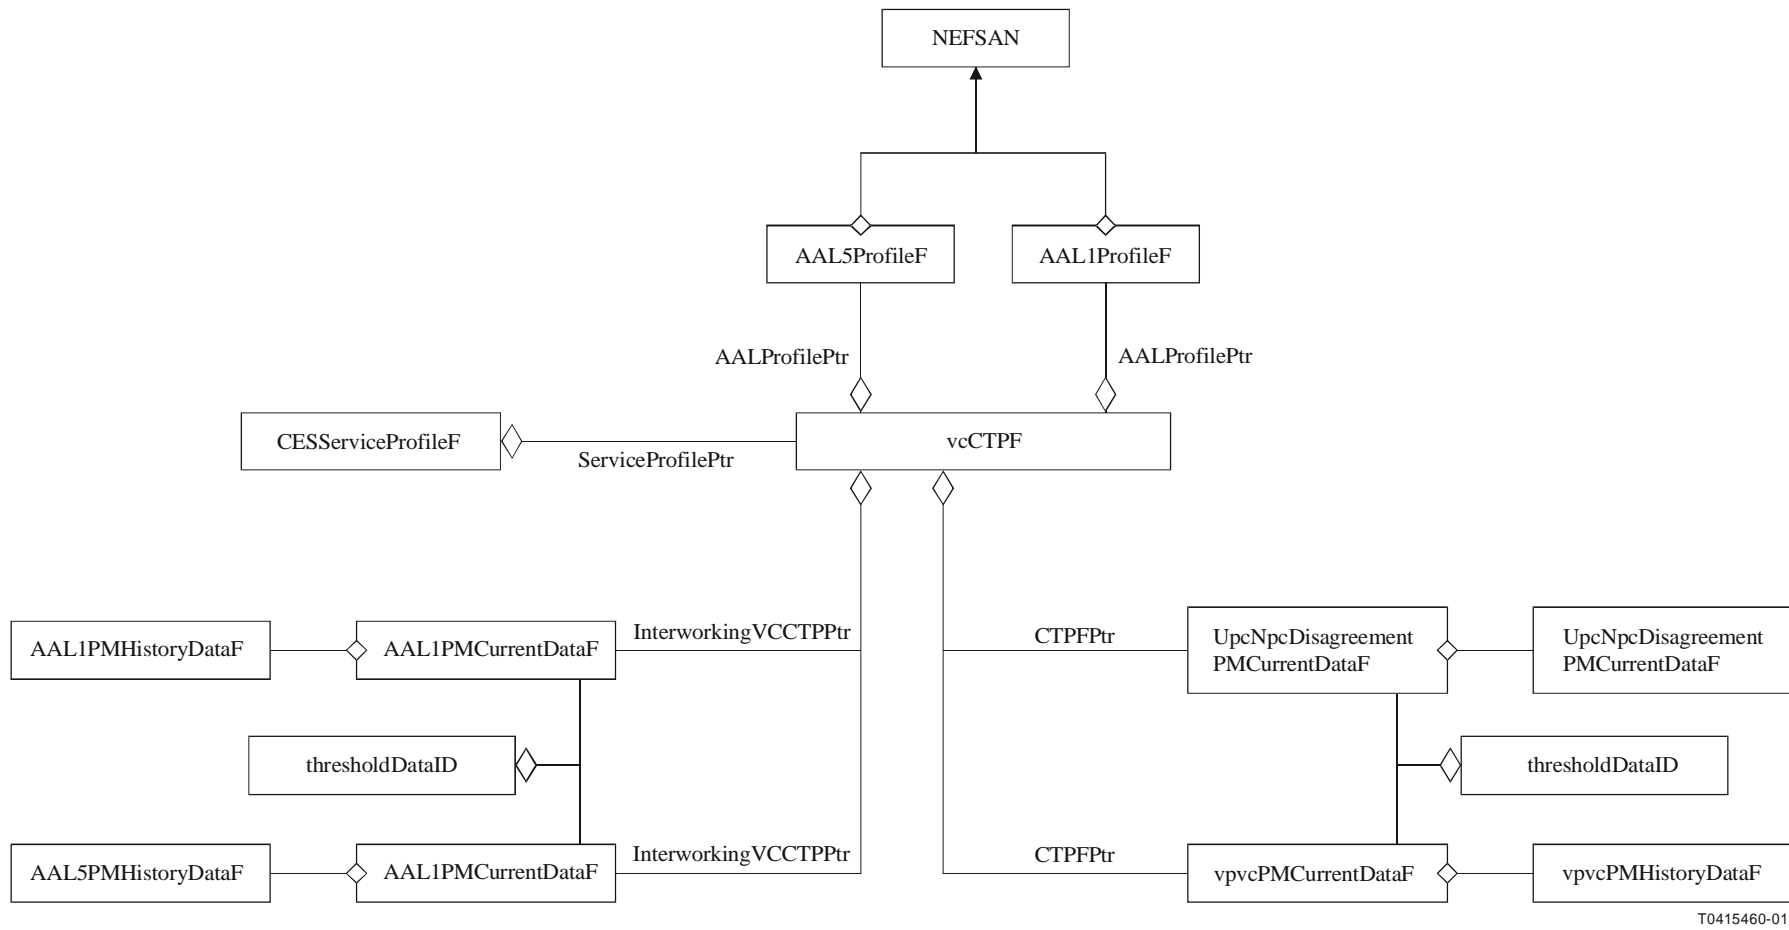 NEFSAN
AAL5ProfileF
AAL1ProfileF
AALProfilePtr
AALProfilePtr
CESServiceProfileF
vcCTPF
ServiceProfilePtr
AAL1PMHistoryDataF
AAL1PMCurrentDataF
InterworkingVCCTPPtr
CTPFPtr
UpcNpcDisagreement
PMCurrentDataF
UpcNpcDisagreement
PMCurrentDataF
thresholdDataID
thresholdDataID
AAL5PMHistoryDataF
AAL1PMCurrentDataF
InterworkingVCCTPPtr
CTPFPtr
vpvcPMCurrentDataF
vpvcPMHistoryDataF
T0415460-01